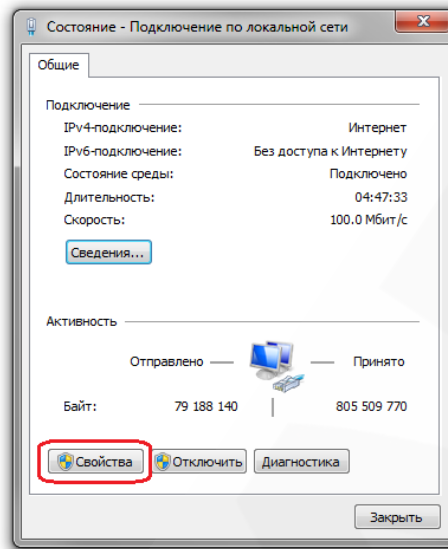 Состояние - Подключение по локальной сети
Общие
Подключение
IPv4-подключение: Интернет
IPv6-подключение: Без доступа к Интернету
Состояние среды: Подключено
Длительность: 04:47:33
Скорость: 100.0 Мбит/с
Сведения...
Активность
Отправлено — — Принято
Байт: 79 188 140 | 805 509 770
Свойства Отключить Диагностика
Закрыть